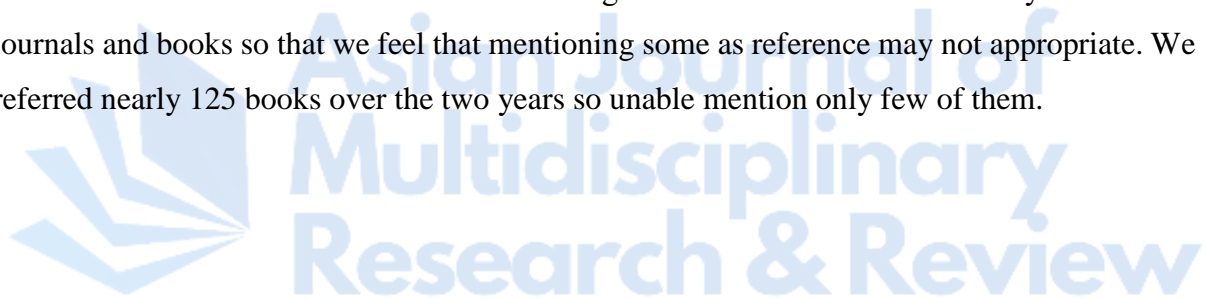 ournals and books so that we feel that mentioning some as reference may not appropriate. We
referred nearly 125 books over the two years so unable mention only few of them.
Asian Journal of
Multidisciplinary
Research & Review